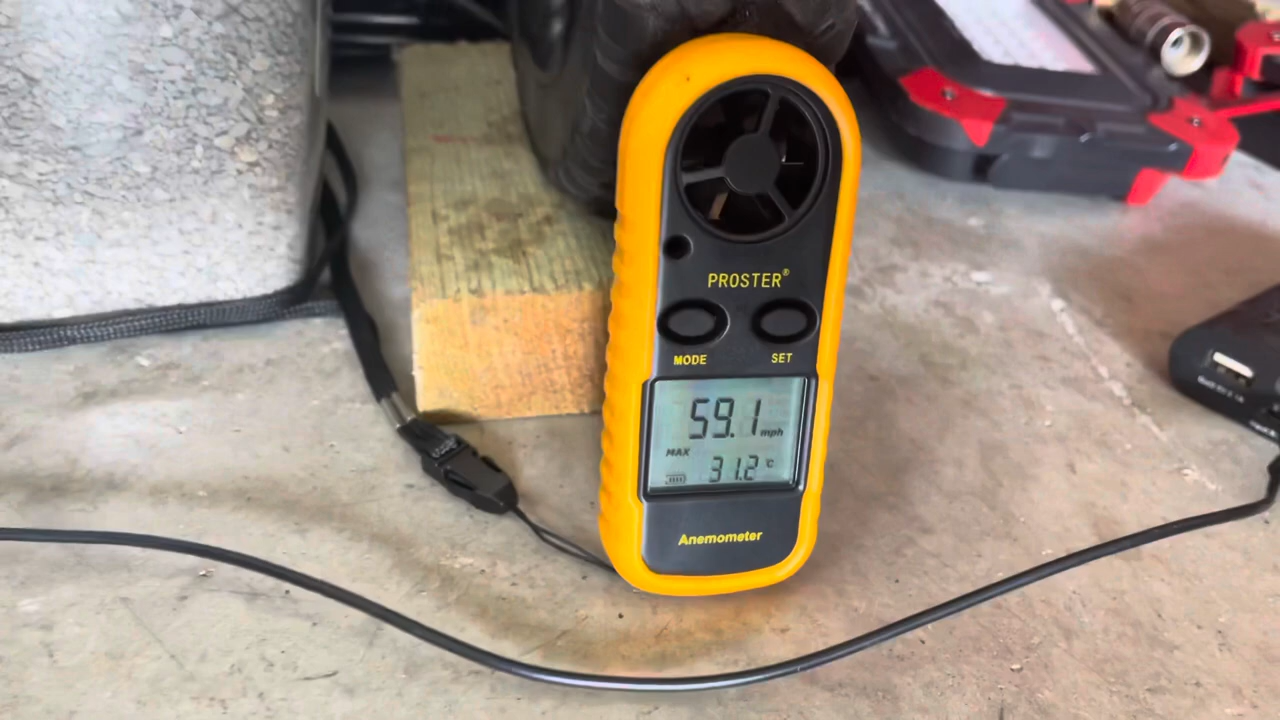 PROSTER®
MODE SET
59.1 mph
MAX
31.2 °C
Anemometer